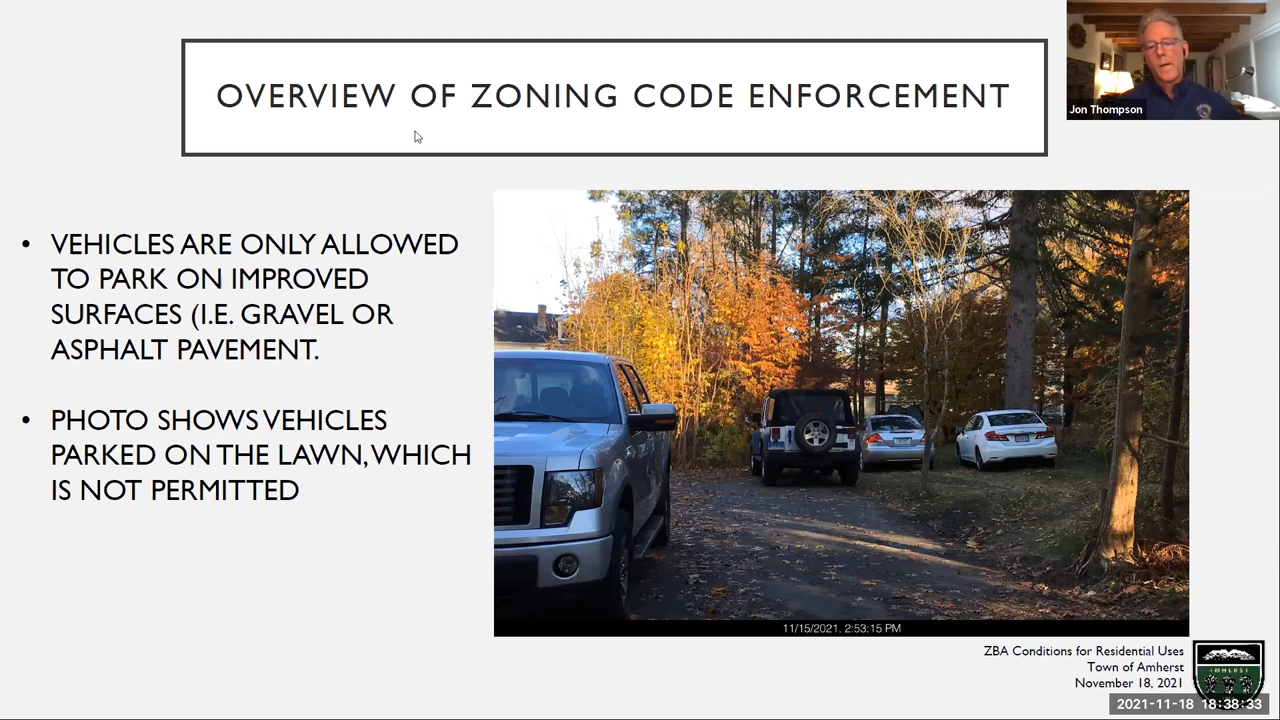 OVERVIEW OF ZONING CODE ENFORCEMENT
Jon Thompson
• VEHICLES ARE ONLY ALLOWED
TO PARK ON IMPROVED
SURFACES (I.E. GRAVEL OR
ASPHALT PAVEMENT.
• PHOTO SHOWS VEHICLES
PARKED ON THE LAWN, WHICH
IS NOT PERMITTED
11/15/2021, 2:53:15 PM
ZBA Conditions for Residential Uses
Town of Amherst
November 18, 2021
AMHERST
2021-11-18 18:38:33